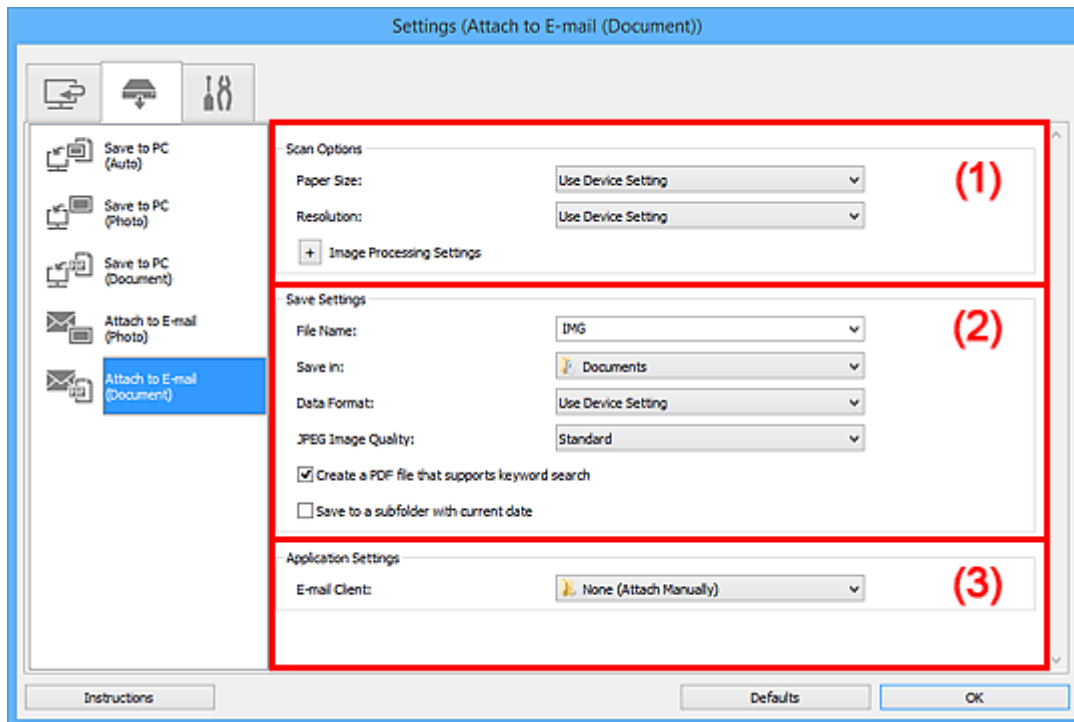 Settings (Attach to E-mail (Document))
Save to PC
(Auto)
Save to PC
(Photo)
Save to PC
(Document)
Attach to E-mail
(Photo)
Attach to E-mail
(Document)
Scan Options
(1)
Paper Size:
Use Device Setting
Resolution:
Use Device Setting
+ Image Processing Settings
Save Settings
(2)
File Name:
IMG
Save in:
Documents
Data Format:
Use Device Setting
JPEG Image Quality:
Standard
Create a PDF file that supports keyword search
Save to a subfolder with current date
Application Settings
(3)
E-mail Client:
None (Attach Manually)
Instructions
Defaults
OK